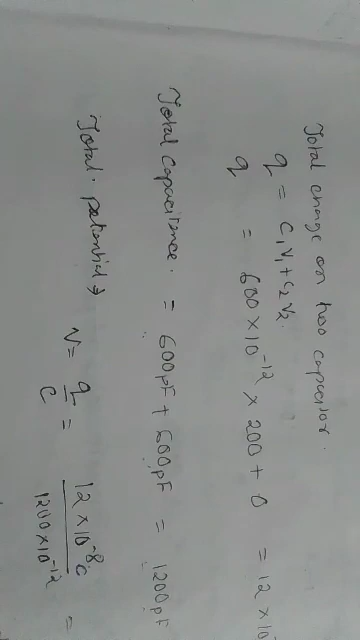 Total charge on two capacitor.
q = C₁V₁ + C₂V₂.
q = 600 × 10⁻¹² × 200 + 0 = 12 × 10
Total Capacitance. = 600pF + 600pF = 1200pF
Total potential → V = q/C = 12 × 10⁻⁸C / 1200 × 10⁻¹² =